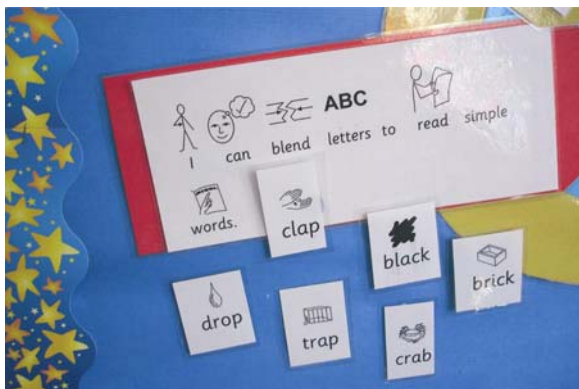 ABC
I can blend letters to read simple
words.
clap
black
brick
drop
trap
crab